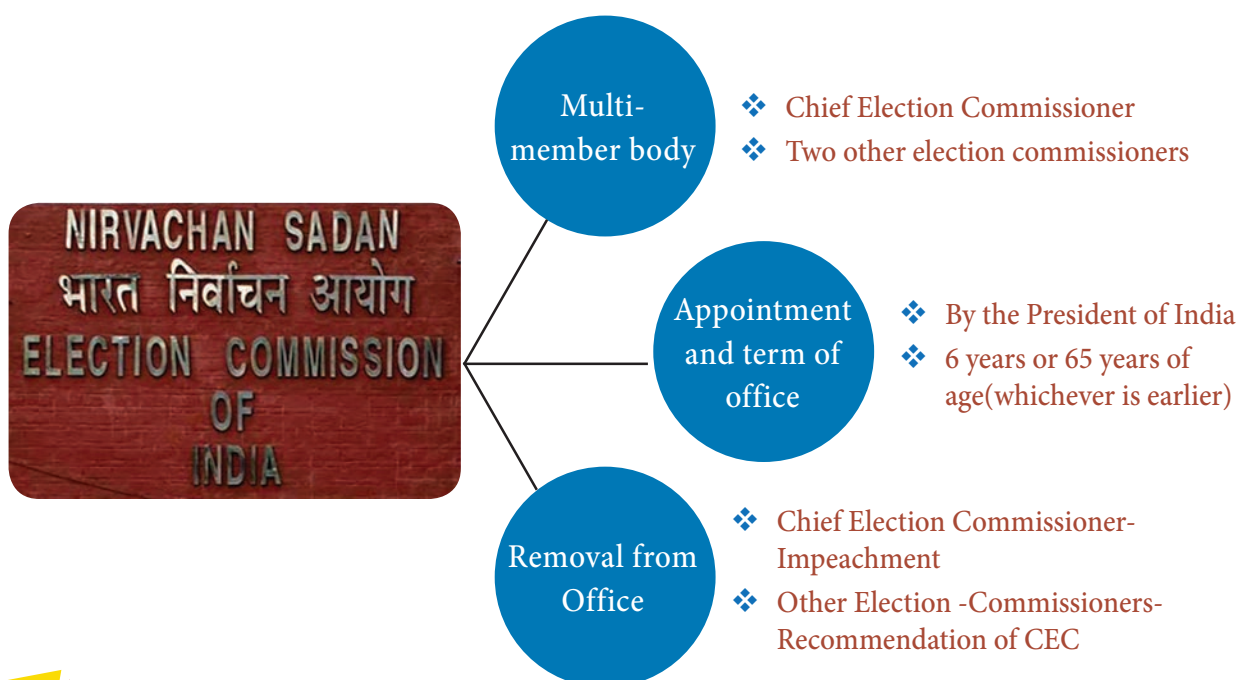 NIRVACHAN SADAN
भारत निर्वाचन आयोग
ELECTION COMMISSION
OF
INDIA
Multi-
member body
❖ Chief Election Commissioner
❖ Two other election commissioners
Appointment
and term of
office
❖ By the President of India
❖ 6 years or 65 years of
age(whichever is earlier)
Removal from
Office
❖ Chief Election Commissioner-
Impeachment
❖ Other Election -Commissioners-
Recommendation of CEC